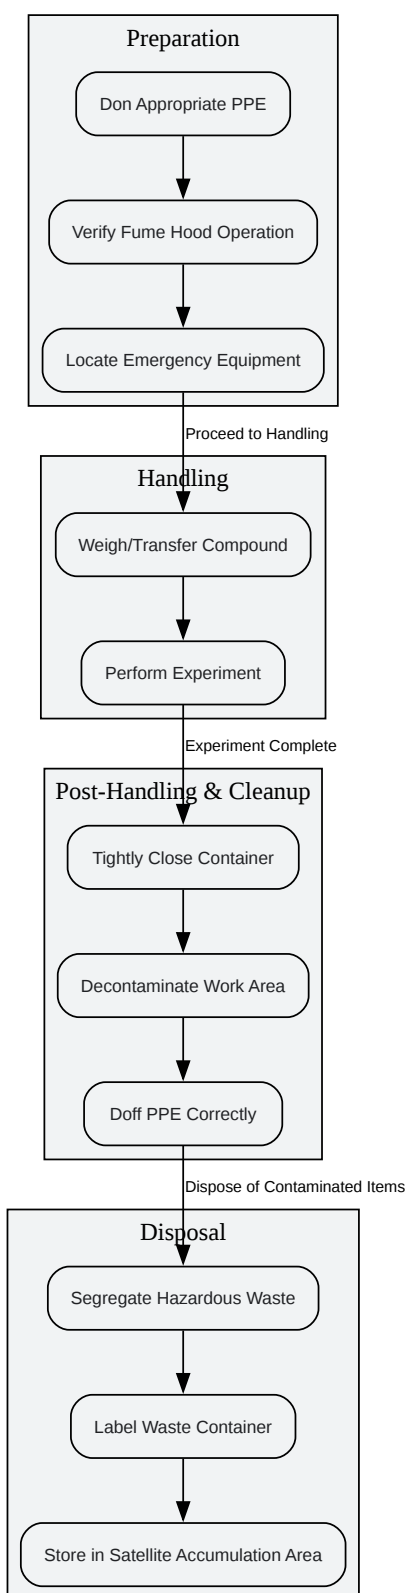 Preparation
Don Appropriate PPE
Verify Fume Hood Operation
Locate Emergency Equipment
Proceed to Handling
Handling
Weigh/Transfer Compound
Perform Experiment
Experiment Complete
Post-Handling & Cleanup
Tightly Close Container
Decontaminate Work Area
Doff PPE Correctly
Dispose of Contaminated Items
Disposal
Segregate Hazardous Waste
Label Waste Container
Store in Satellite Accumulation Area